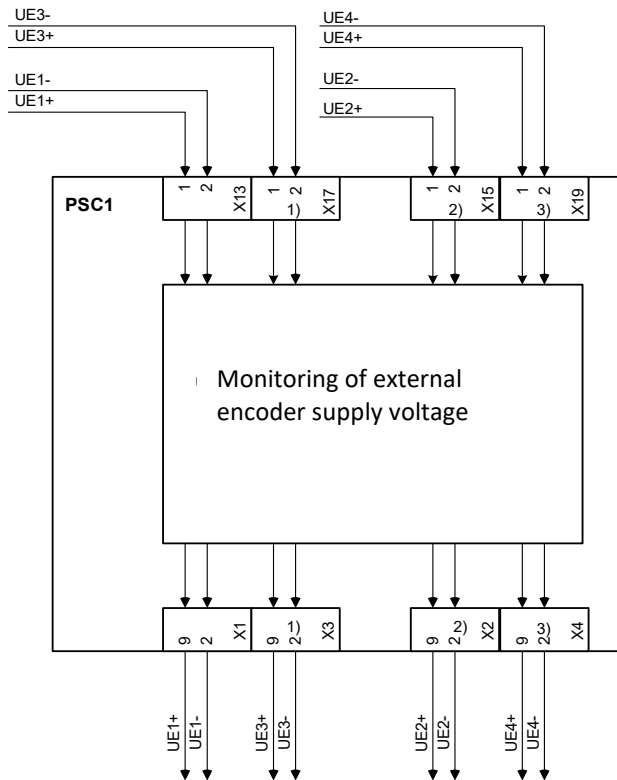 UE3-
UE3+
UE4-
UE4+
UE1-
UE1+
UE2-
UE2+
PSC1
1 2 X13
1 2 1) X17
1 2 2) X15
1 2 3) X19
Monitoring of external
encoder supply voltage
9 2 X1
9 2 1) X3
9 2 2) X2
9 2 3) X4
UE1+
UE1-
UE3+
UE3-
UE2+
UE2-
UE4+
UE4-